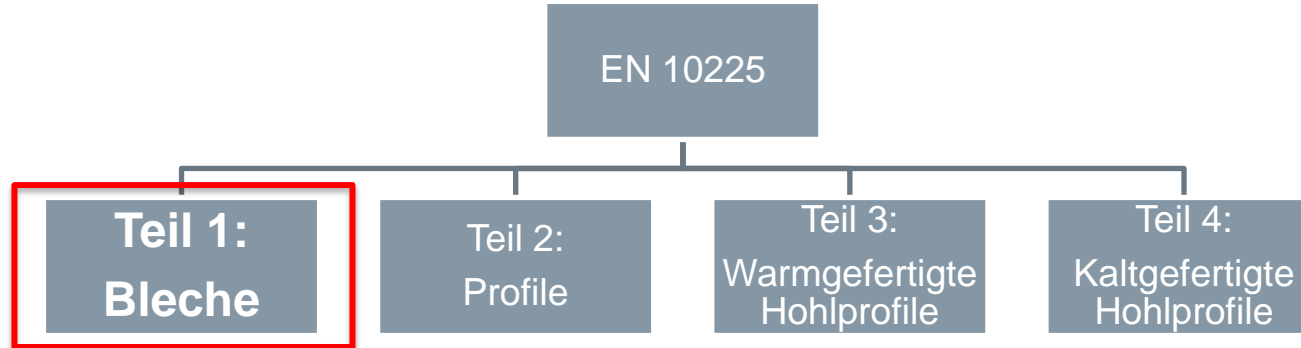 EN 10225
Teil 1:
Bleche
Teil 2:
Profile
Teil 3:
Warmgefertigte
Hohlprofile
Teil 4:
Kaltgefertigte
Hohlprofile